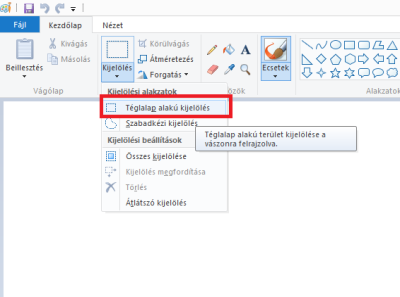 Fájl Kezdőlap Nézet
Beillesztés
Kivágás
Másolás
Vágólap
Kijelölés
Körülvágás
Átméretezés
Forgatás
Ecsetek
Alakzatok
Kijelölési alakzatok
Téglalap alakú kijelölés
Szabadkézi kijelölés
Kijelölési beállítások
Összes kijelölése
Kijelölés megfordítása
Törlés
Átlátszó kijelölés
Téglalap alakú terület kijelölése a
vászonra felrajzolva.